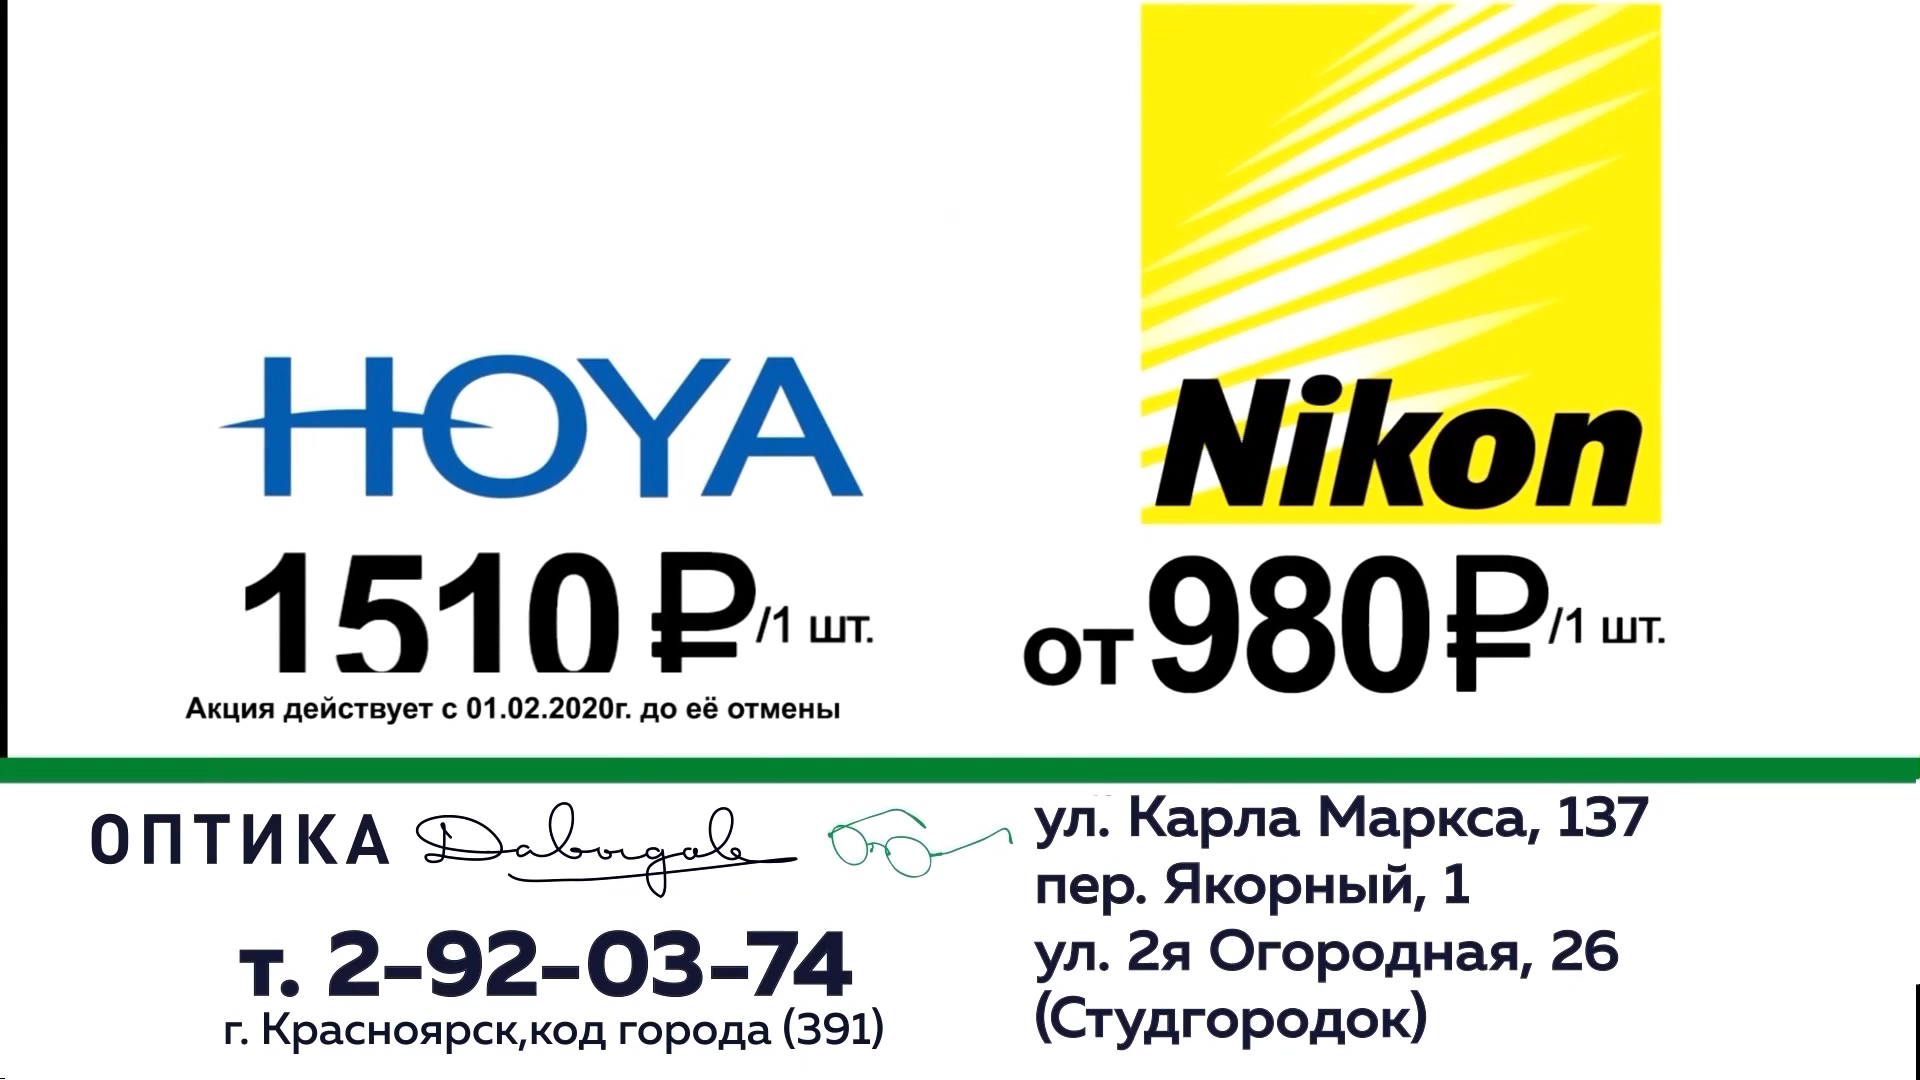 HOYA
1510 ₽/1 шт.
Акция действует с 01.02.2020г. до её отмены
Nikon
от 980 ₽/1 шт.
ОПТИКА
т. 2-92-03-74
г. Красноярск,код города (391)
ул. Карла Маркса, 137
пер. Якорный, 1
ул. 2я Огородная, 26
(Студгородок)